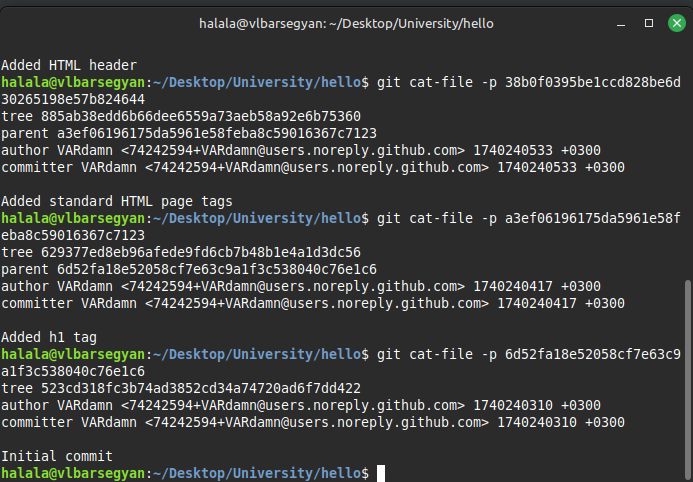 halala@vlbarsegyan: ~/Desktop/University/hello
Added HTML header
halala@vlbarsegyan:~/Desktop/University/hello$ git cat-file -p 38b0f0395be1ccd828be6d
30265198e57b824644
tree 885ab38edd6b66dee6559a73aeb58a92e6b75360
parent a3ef06196175da5961e58feba8c59016367c7123
author VARdamn <74242594+VARdamn@users.noreply.github.com> 1740240533 +0300
committer VARdamn <74242594+VARdamn@users.noreply.github.com> 1740240533 +0300
Added standard HTML page tags
halala@vlbarsegyan:~/Desktop/University/hello$ git cat-file -p a3ef06196175da5961e58f
eba8c59016367c7123
tree 629377ed8eb96afede9fd6cb7b48b1e4a1d3dc56
parent 6d52fa18e52058cf7e63c9a1f3c538040c76e1c6
author VARdamn <74242594+VARdamn@users.noreply.github.com> 1740240417 +0300
committer VARdamn <74242594+VARdamn@users.noreply.github.com> 1740240417 +0300
Added h1 tag
halala@vlbarsegyan:~/Desktop/University/hello$ git cat-file -p 6d52fa18e52058cf7e63c9
a1f3c538040c76e1c6
tree 523cd318fc3b74ad3852cd34a74720ad6f7dd422
author VARdamn <74242594+VARdamn@users.noreply.github.com> 1740240310 +0300
committer VARdamn <74242594+VARdamn@users.noreply.github.com> 1740240310 +0300
Initial commit
halala@vlbarsegyan:~/Desktop/University/hello$